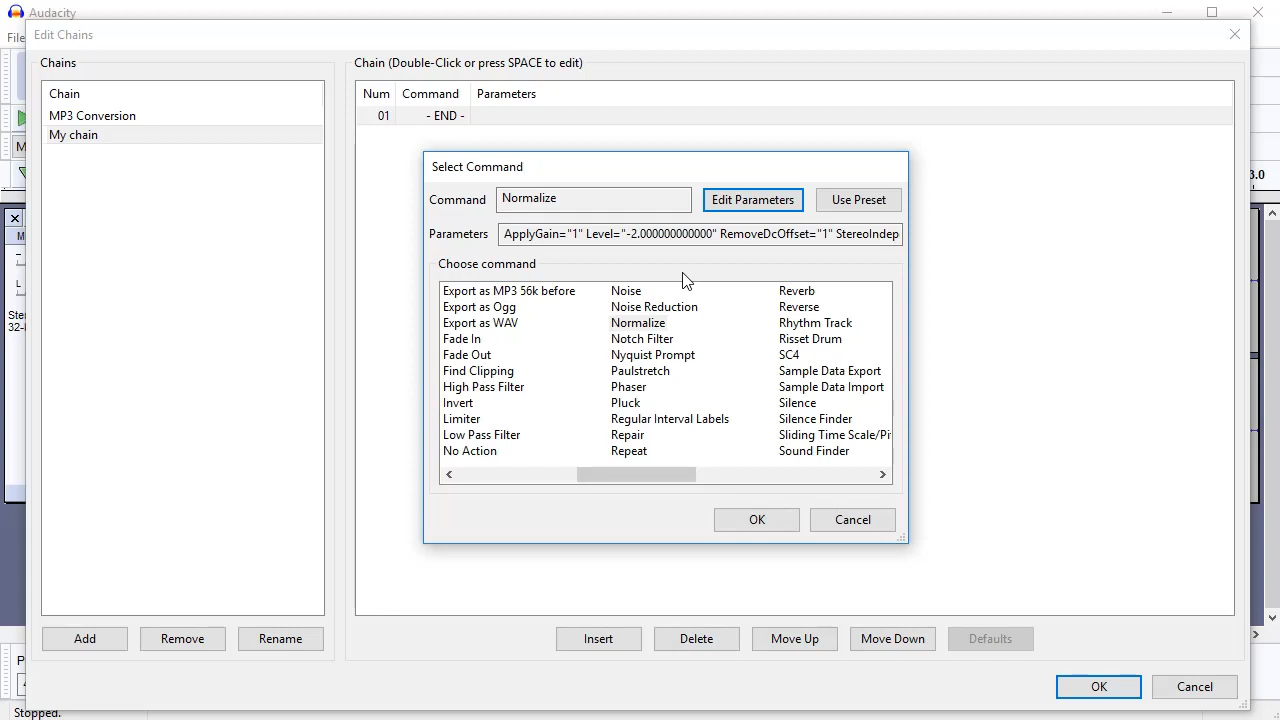 Audacity
File
Edit Chains
Chains
Chain (Double-Click or press SPACE to edit)
Chain
MP3 Conversion
My chain
Num Command Parameters
01 - END -
Select Command
Command Normalize Edit Parameters Use Preset
Parameters ApplyGain="1" Level="-2.000000000000" RemoveDcOffset="1" StereoIndep
Choose command
Export as MP3 56k before Noise Reverb
Export as Ogg Noise Reduction Reverse
Export as WAV Normalize Rhythm Track
Fade In Notch Filter Risset Drum
Fade Out Nyquist Prompt SC4
Find Clipping Paulstretch Sample Data Export
High Pass Filter Phaser Sample Data Import
Invert Pluck Silence
Limiter Regular Interval Labels Silence Finder
Low Pass Filter Repair Sliding Time Scale/Pi
No Action Repeat Sound Finder
OK Cancel
M
3.0
M
L
Ste
32-
Add Remove Rename
Insert Delete Move Up Move Down Defaults
P
OK Cancel
Stopped.